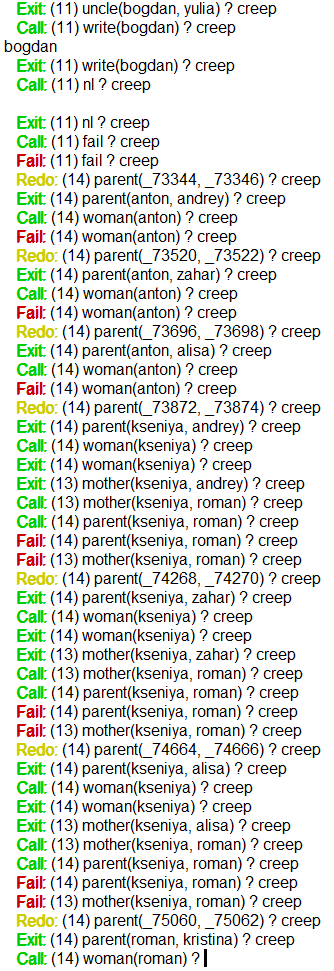 Exit: (11) uncle(bogdan, yulia) ? creep
Call: (11) write(bogdan) ? creep
bogdan
Exit: (11) write(bogdan) ? creep
Call: (11) nl ? creep
Exit: (11) nl ? creep
Call: (11) fail ? creep
Fail: (11) fail ? creep
Redo: (14) parent(_73344, _73346) ? creep
Exit: (14) parent(anton, andrey) ? creep
Call: (14) woman(anton) ? creep
Fail: (14) woman(anton) ? creep
Redo: (14) parent(_73520, _73522) ? creep
Exit: (14) parent(anton, zahar) ? creep
Call: (14) woman(anton) ? creep
Fail: (14) woman(anton) ? creep
Redo: (14) parent(_73696, _73698) ? creep
Exit: (14) parent(anton, alisa) ? creep
Call: (14) woman(anton) ? creep
Fail: (14) woman(anton) ? creep
Redo: (14) parent(_73872, _73874) ? creep
Exit: (14) parent(kseniya, andrey) ? creep
Call: (14) woman(kseniya) ? creep
Exit: (14) woman(kseniya) ? creep
Exit: (13) mother(kseniya, andrey) ? creep
Call: (13) mother(kseniya, roman) ? creep
Call: (14) parent(kseniya, roman) ? creep
Fail: (14) parent(kseniya, roman) ? creep
Fail: (13) mother(kseniya, roman) ? creep
Redo: (14) parent(_74268, _74270) ? creep
Exit: (14) parent(kseniya, zahar) ? creep
Call: (14) woman(kseniya) ? creep
Exit: (14) woman(kseniya) ? creep
Exit: (13) mother(kseniya, zahar) ? creep
Call: (13) mother(kseniya, roman) ? creep
Call: (14) parent(kseniya, roman) ? creep
Fail: (14) parent(kseniya, roman) ? creep
Fail: (13) mother(kseniya, roman) ? creep
Redo: (14) parent(_74664, _74666) ? creep
Exit: (14) parent(kseniya, alisa) ? creep
Call: (14) woman(kseniya) ? creep
Exit: (14) woman(kseniya) ? creep
Exit: (13) mother(kseniya, alisa) ? creep
Call: (13) mother(kseniya, roman) ? creep
Call: (14) parent(kseniya, roman) ? creep
Fail: (14) parent(kseniya, roman) ? creep
Fail: (13) mother(kseniya, roman) ? creep
Redo: (14) parent(_75060, _75062) ? creep
Exit: (14) parent(roman, kristina) ? creep
Call: (14) woman(roman) ?